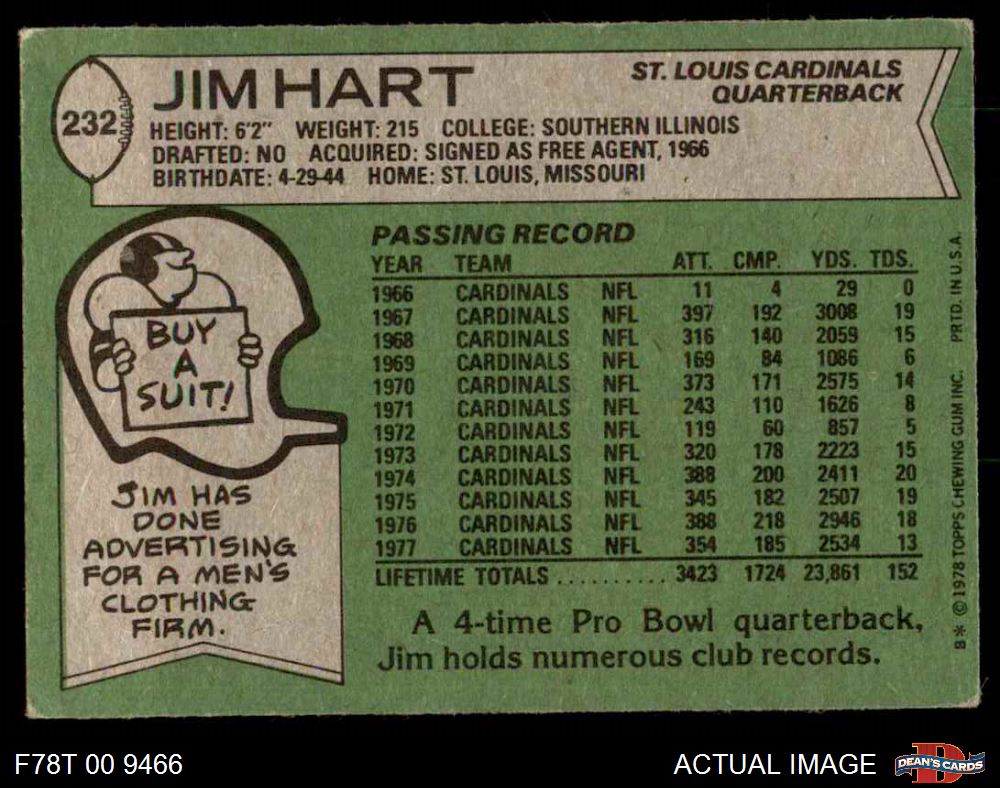 232
JIM HART
ST. LOUIS CARDINALS
QUARTERBACK
HEIGHT: 6'2" WEIGHT: 215 COLLEGE: SOUTHERN ILLINOIS
DRAFTED: NO ACQUIRED: SIGNED AS FREE AGENT, 1966
BIRTHDATE: 4-29-44 HOME: ST. LOUIS, MISSOURI
BUY
A
SUIT!
JIM HAS
DONE
ADVERTISING
FOR A MEN'S
CLOTHING
FIRM.
PASSING RECORD
YEAR TEAM ATT. CMP. YDS. TDS.
1966 CARDINALS NFL 11 4 29 0
1967 CARDINALS NFL 397 192 3008 19
1968 CARDINALS NFL 316 140 2059 15
1969 CARDINALS NFL 169 84 1086 6
1970 CARDINALS NFL 373 171 2575 14
1971 CARDINALS NFL 243 110 1626 8
1972 CARDINALS NFL 119 60 857 5
1973 CARDINALS NFL 320 178 2223 15
1974 CARDINALS NFL 388 200 2411 20
1975 CARDINALS NFL 345 182 2507 19
1976 CARDINALS NFL 388 218 2946 18
1977 CARDINALS NFL 354 185 2534 13
LIFETIME TOTALS .......... 3423 1724 23,861 152
A 4-time Pro Bowl quarterback,
Jim holds numerous club records.
B* © 1978 TOPPS CHEWING GUM INC. PRTD. IN U.S.A.
F78T 00 9466
ACTUAL IMAGE
D
DEAN'S CARDS